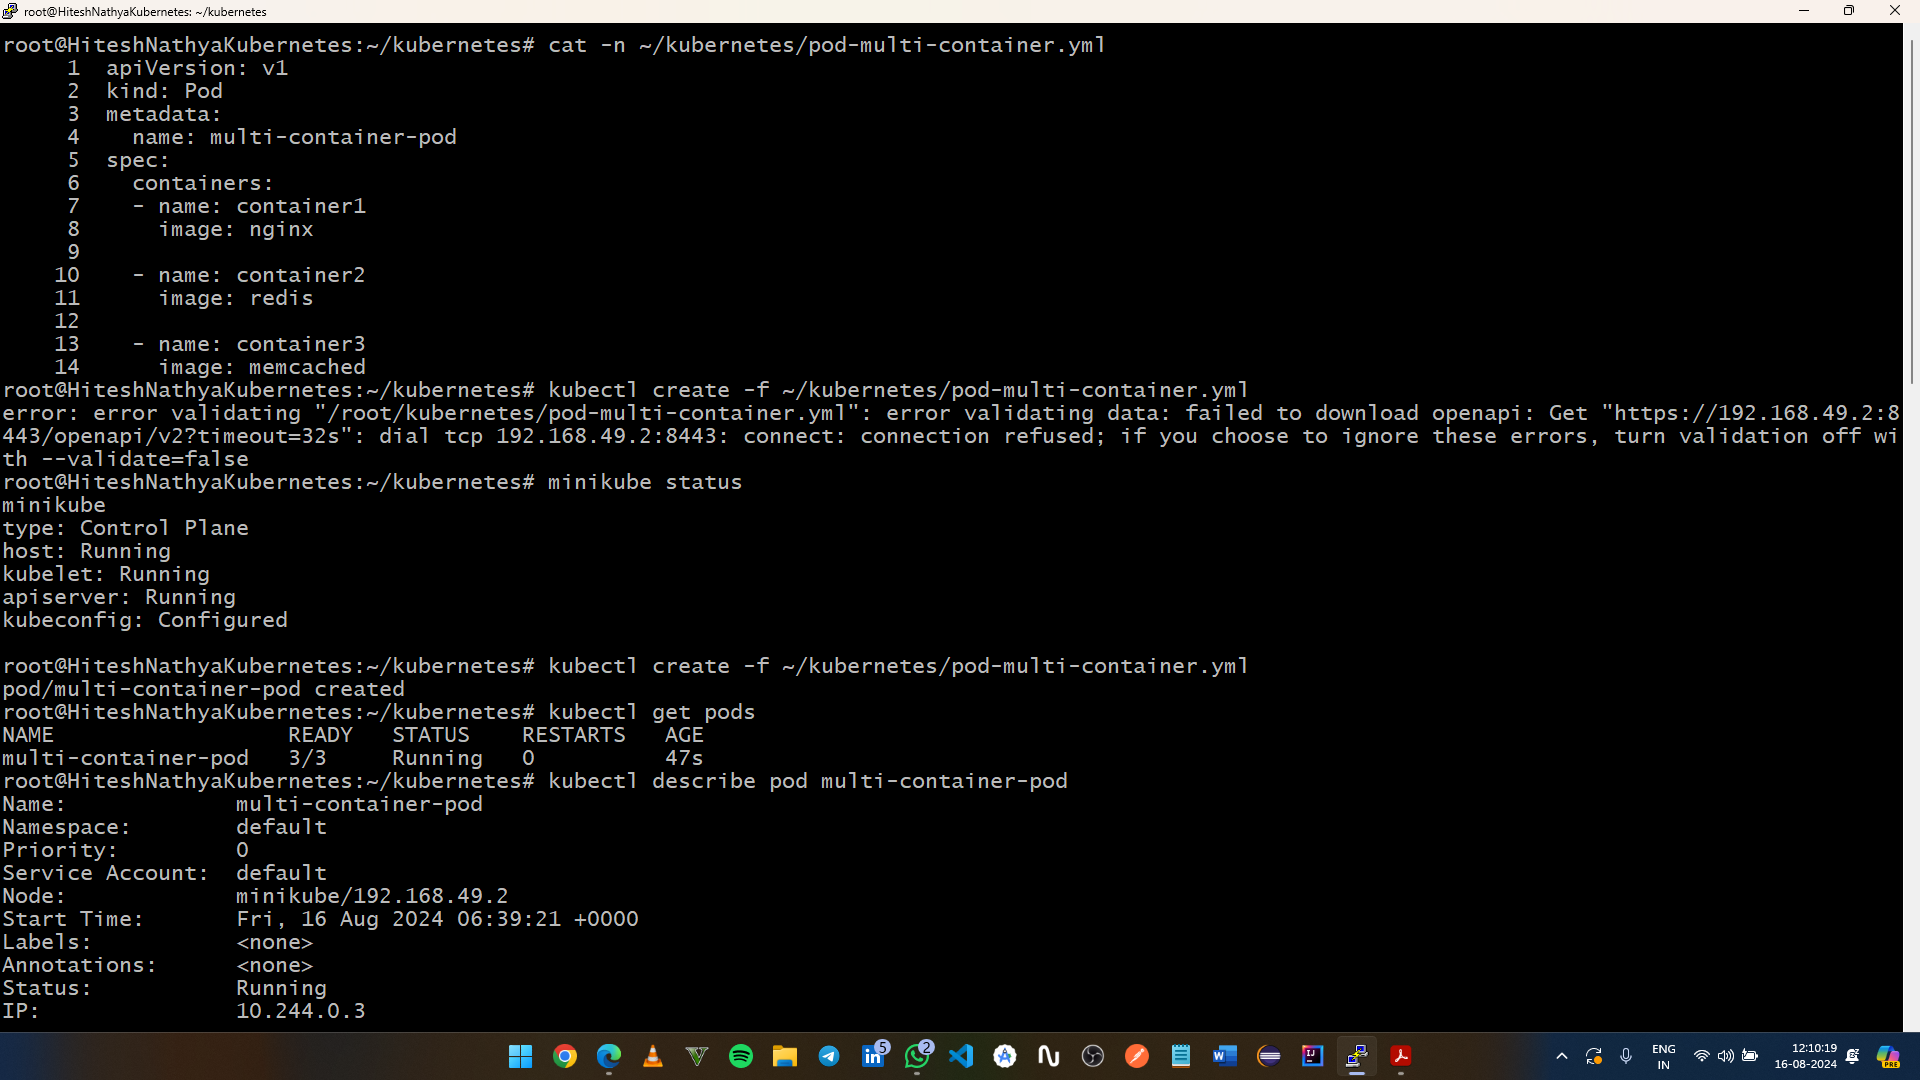 root@HiteshNathyaKubernetes: ~/kubernetes
root@HiteshNathyaKubernetes:~/kubernetes# cat -n ~/kubernetes/pod-multi-container.yml
     1  apiVersion: v1
     2  kind: Pod
     3  metadata:
     4    name: multi-container-pod
     5  spec:
     6    containers:
     7    - name: container1
     8      image: nginx
     9
    10    - name: container2
    11      image: redis
    12
    13    - name: container3
    14      image: memcached
root@HiteshNathyaKubernetes:~/kubernetes# kubectl create -f ~/kubernetes/pod-multi-container.yml
error: error validating "/root/kubernetes/pod-multi-container.yml": error validating data: failed to download openapi: Get "https://192.168.49.2:8
443/openapi/v2?timeout=32s": dial tcp 192.168.49.2:8443: connect: connection refused; if you choose to ignore these errors, turn validation off wi
th --validate=false
root@HiteshNathyaKubernetes:~/kubernetes# minikube status
minikube
type: Control Plane
host: Running
kubelet: Running
apiserver: Running
kubeconfig: Configured

root@HiteshNathyaKubernetes:~/kubernetes# kubectl create -f ~/kubernetes/pod-multi-container.yml
pod/multi-container-pod created
root@HiteshNathyaKubernetes:~/kubernetes# kubectl get pods
NAME                  READY   STATUS    RESTARTS   AGE
multi-container-pod   3/3     Running   0          47s
root@HiteshNathyaKubernetes:~/kubernetes# kubectl describe pod multi-container-pod
Name:             multi-container-pod
Namespace:        default
Priority:         0
Service Account:  default
Node:             minikube/192.168.49.2
Start Time:       Fri, 16 Aug 2024 06:39:21 +0000
Labels:           <none>
Annotations:      <none>
Status:           Running
IP:               10.244.0.3
5
2
ENG
IN
12:10:19
16-08-2024
PRE